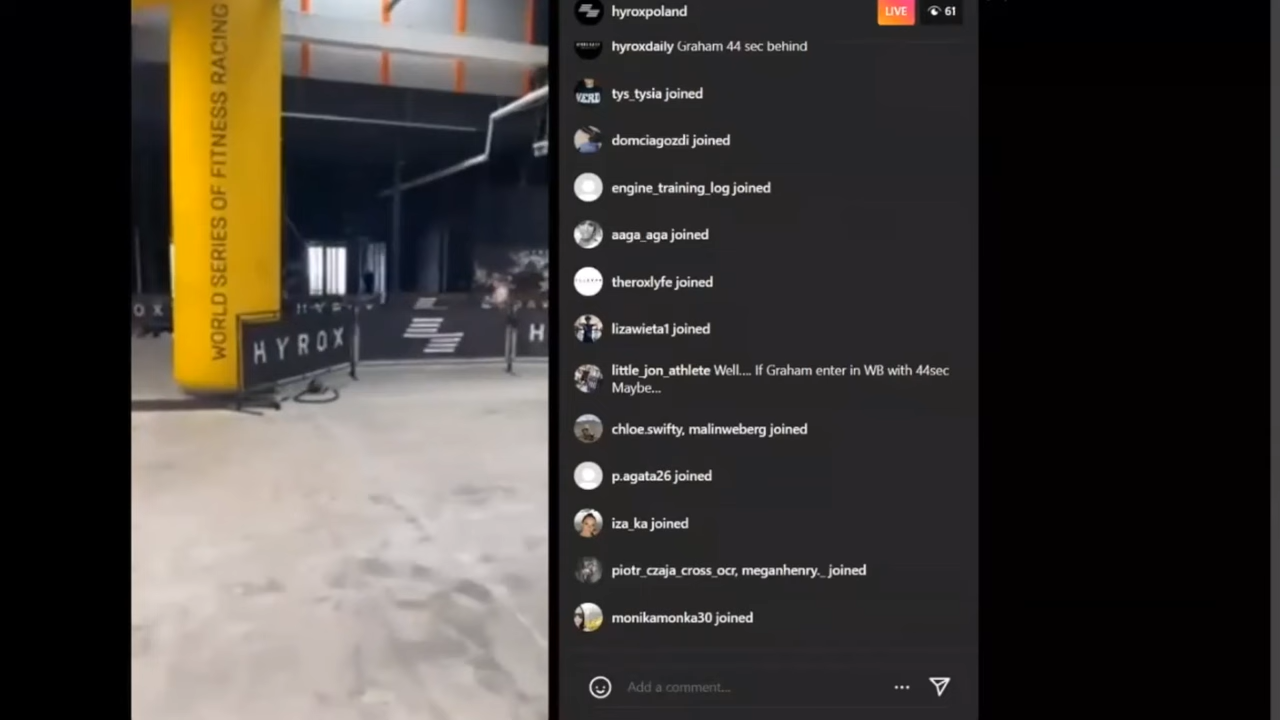 WORLD SERIES OF FITNESS RACING
HYROX
H
hyroxpoland
LIVE
61
hyroxdaily Graham 44 sec behind
tys_tysia joined
domciagozdi joined
engine_training_log joined
aaga_aga joined
theroxlyfe joined
lizawieta1 joined
little_jon_athlete Well.... If Graham enter in WB with 44sec
Maybe...
chloe.swifty, malinweberg joined
p.agata26 joined
iza_ka joined
piotr_czaja_cross_ocr, meganhenry._ joined
monikamonka30 joined
Add a comment...